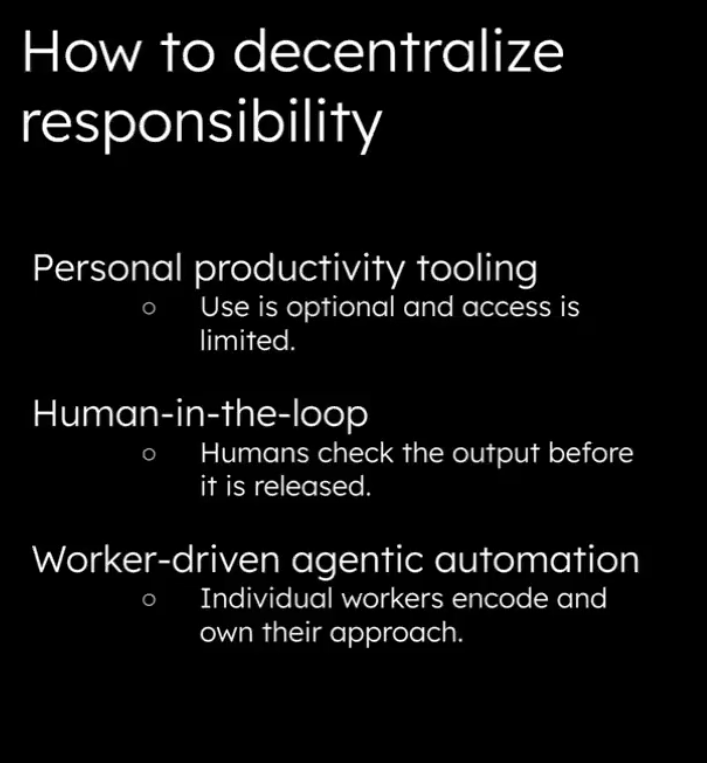 How to decentralize
responsibility
Personal productivity tooling
○ Use is optional and access is
limited.
Human-in-the-loop
○ Humans check the output before
it is released.
Worker-driven agentic automation
○ Individual workers encode and
own their approach.